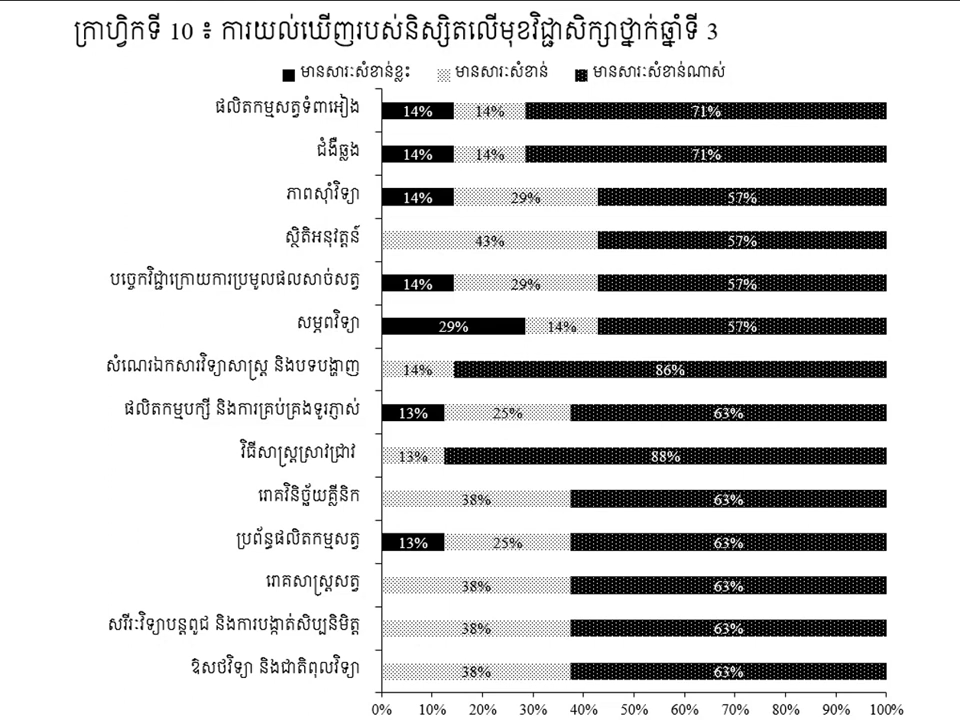 ក្រាហ្វិកទី 10 ៖ ការយល់ឃើញរបស់និស្សិតលើមុខវិជ្ជាសិក្សាថ្នាក់ឆ្នាំទី 3
មានសារៈសំខាន់ខ្លះ មានសារៈសំខាន់ មានសារៈសំខាន់ណាស់
ផលិតកម្មសត្វទំពាអៀង 14% 14% 71%
ជំងឺឆ្លង 14% 14% 71%
ភាពស៊ាំវិទ្យា 14% 29% 57%
ស្ថិតិអនុវត្តន៍ 43% 57%
បច្ចេកវិជ្ជាក្រោយការប្រមូលផលសាច់សត្វ 14% 29% 57%
សម្ភពវិទ្យា 29% 14% 57%
សំណេរឯកសារវិទ្យាសាស្ត្រ និងបទបង្ហាញ 14% 86%
ផលិតកម្មបក្សី និងការគ្រប់គ្រងទូរភ្ញាស់ 13% 25% 63%
វិធីសាស្ត្រស្រាវជ្រាវ 13% 88%
រោគវិនិច្ឆ័យគ្លីនិក 38% 63%
ប្រព័ន្ធផលិតកម្មសត្វ 13% 25% 63%
រោគសាស្ត្រសត្វ 38% 63%
សរីរៈវិទ្យាបន្តពូជ និងការបង្កាត់សិប្បនិមិត្ត 38% 63%
ឱសថវិទ្យា និងជាតិពុលវិទ្យា 38% 63%
0% 10% 20% 30% 40% 50% 60% 70% 80% 90% 100%